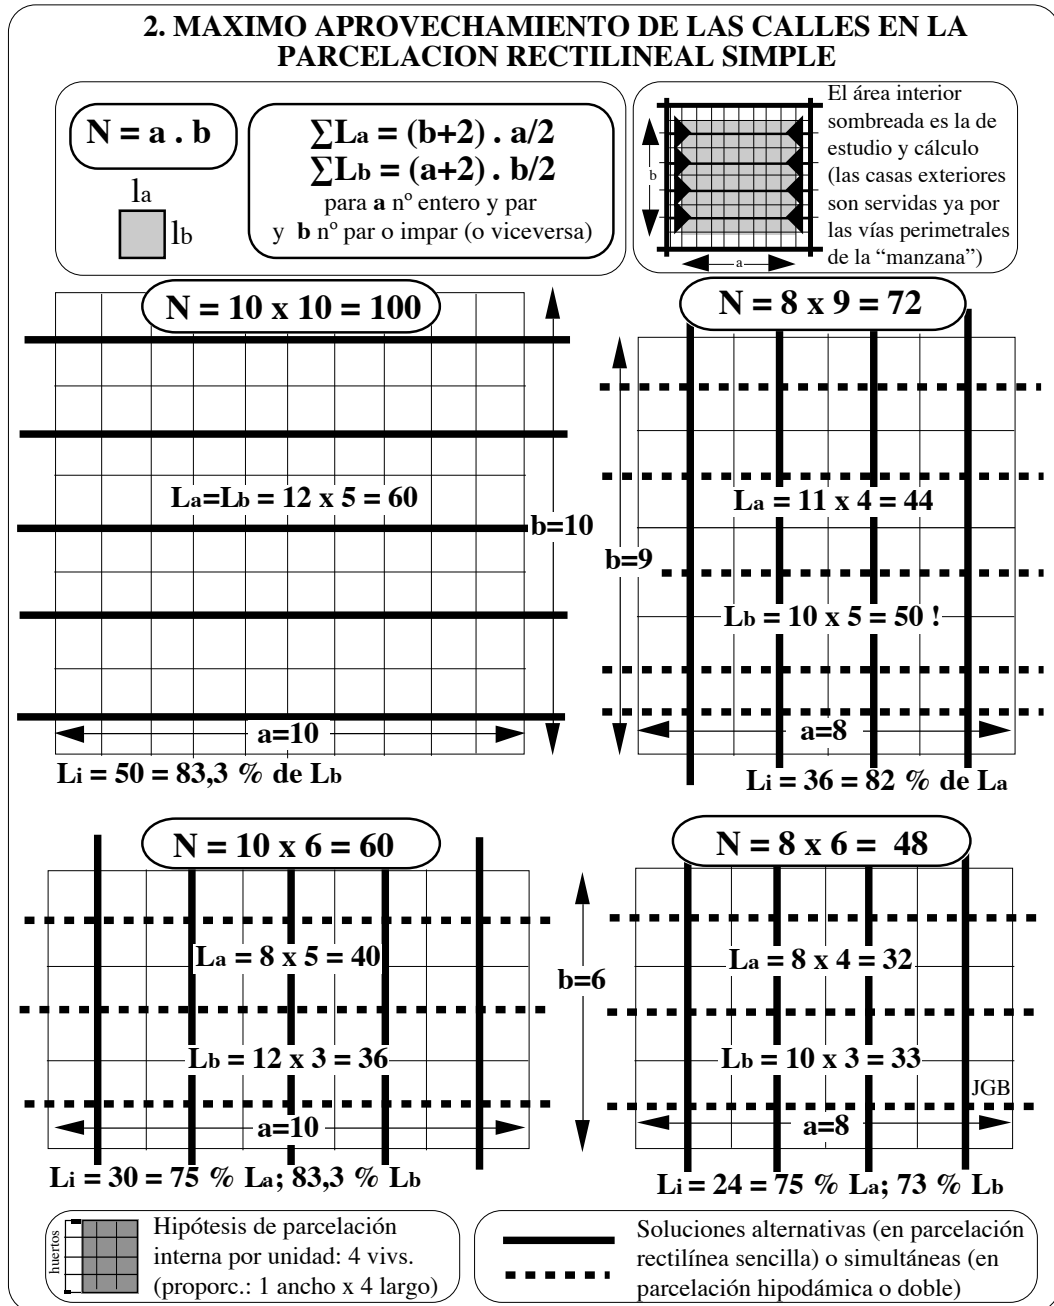 2. MAXIMO APROVECHAMIENTO DE LAS CALLES EN LA
PARCELACION RECTILINEAL SIMPLE
N = a . b
la
lb
∑La = (b+2) . a/2
∑Lb = (a+2) . b/2
para a nº entero y par
y b nº par o impar (o viceversa)
b
a
El área interior
sombreada es la de
estudio y cálculo
(las casas exteriores
son servidas ya por
las vías perimetrales
de la “manzana”)
N = 10 x 10 = 100
La=Lb = 12 x 5 = 60
b=10
a=10
Li = 50 = 83,3 % de Lb
N = 8 x 9 = 72
La = 11 x 4 = 44
b=9
Lb = 10 x 5 = 50 !
a=8
Li = 36 = 82 % de La
N = 10 x 6 = 60
La = 8 x 5 = 40
b=6
Lb = 12 x 3 = 36
a=10
Li = 30 = 75 % La; 83,3 % Lb
N = 8 x 6 = 48
La = 8 x 4 = 32
Lb = 10 x 3 = 33
JGB
a=8
Li = 24 = 75 % La; 73 % Lb
huertos
Hipótesis de parcelación
interna por unidad: 4 vivs.
(proporc.: 1 ancho x 4 largo)
Soluciones alternativas (en parcelación
rectilínea sencilla) o simultáneas (en
parcelación hipodámica o doble)